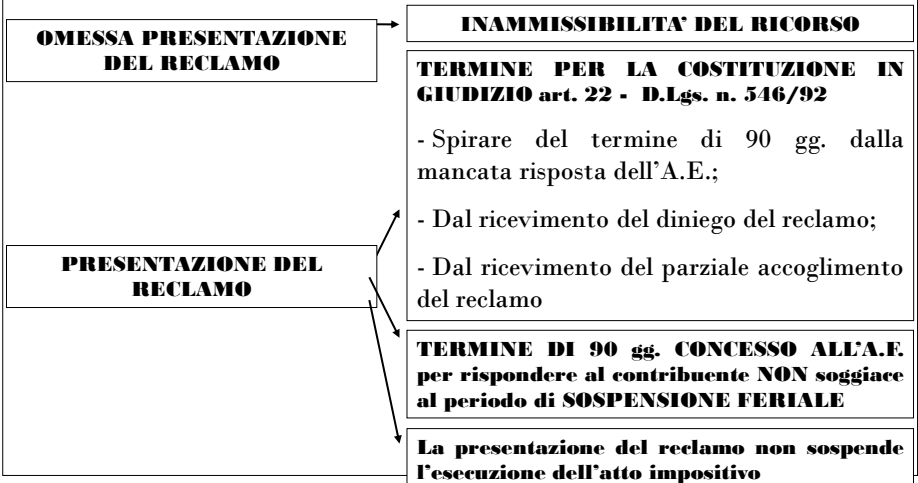 OMESSA PRESENTAZIONE
DEL RECLAMO
INAMMISSIBILITA’ DEL RICORSO
TERMINE PER LA COSTITUZIONE IN
GIUDIZIO art. 22 - D.Lgs. n. 546/92
- Spirare del termine di 90 gg. dalla
mancata risposta dell’A.E.;
- Dal ricevimento del diniego del reclamo;
- Dal ricevimento del parziale accoglimento
del reclamo
PRESENTAZIONE DEL
RECLAMO
TERMINE DI 90 gg. CONCESSO ALL’A.F.
per rispondere al contribuente NON soggiace
al periodo di SOSPENSIONE FERIALE
La presentazione del reclamo non sospende
l’esecuzione dell’atto impositivo